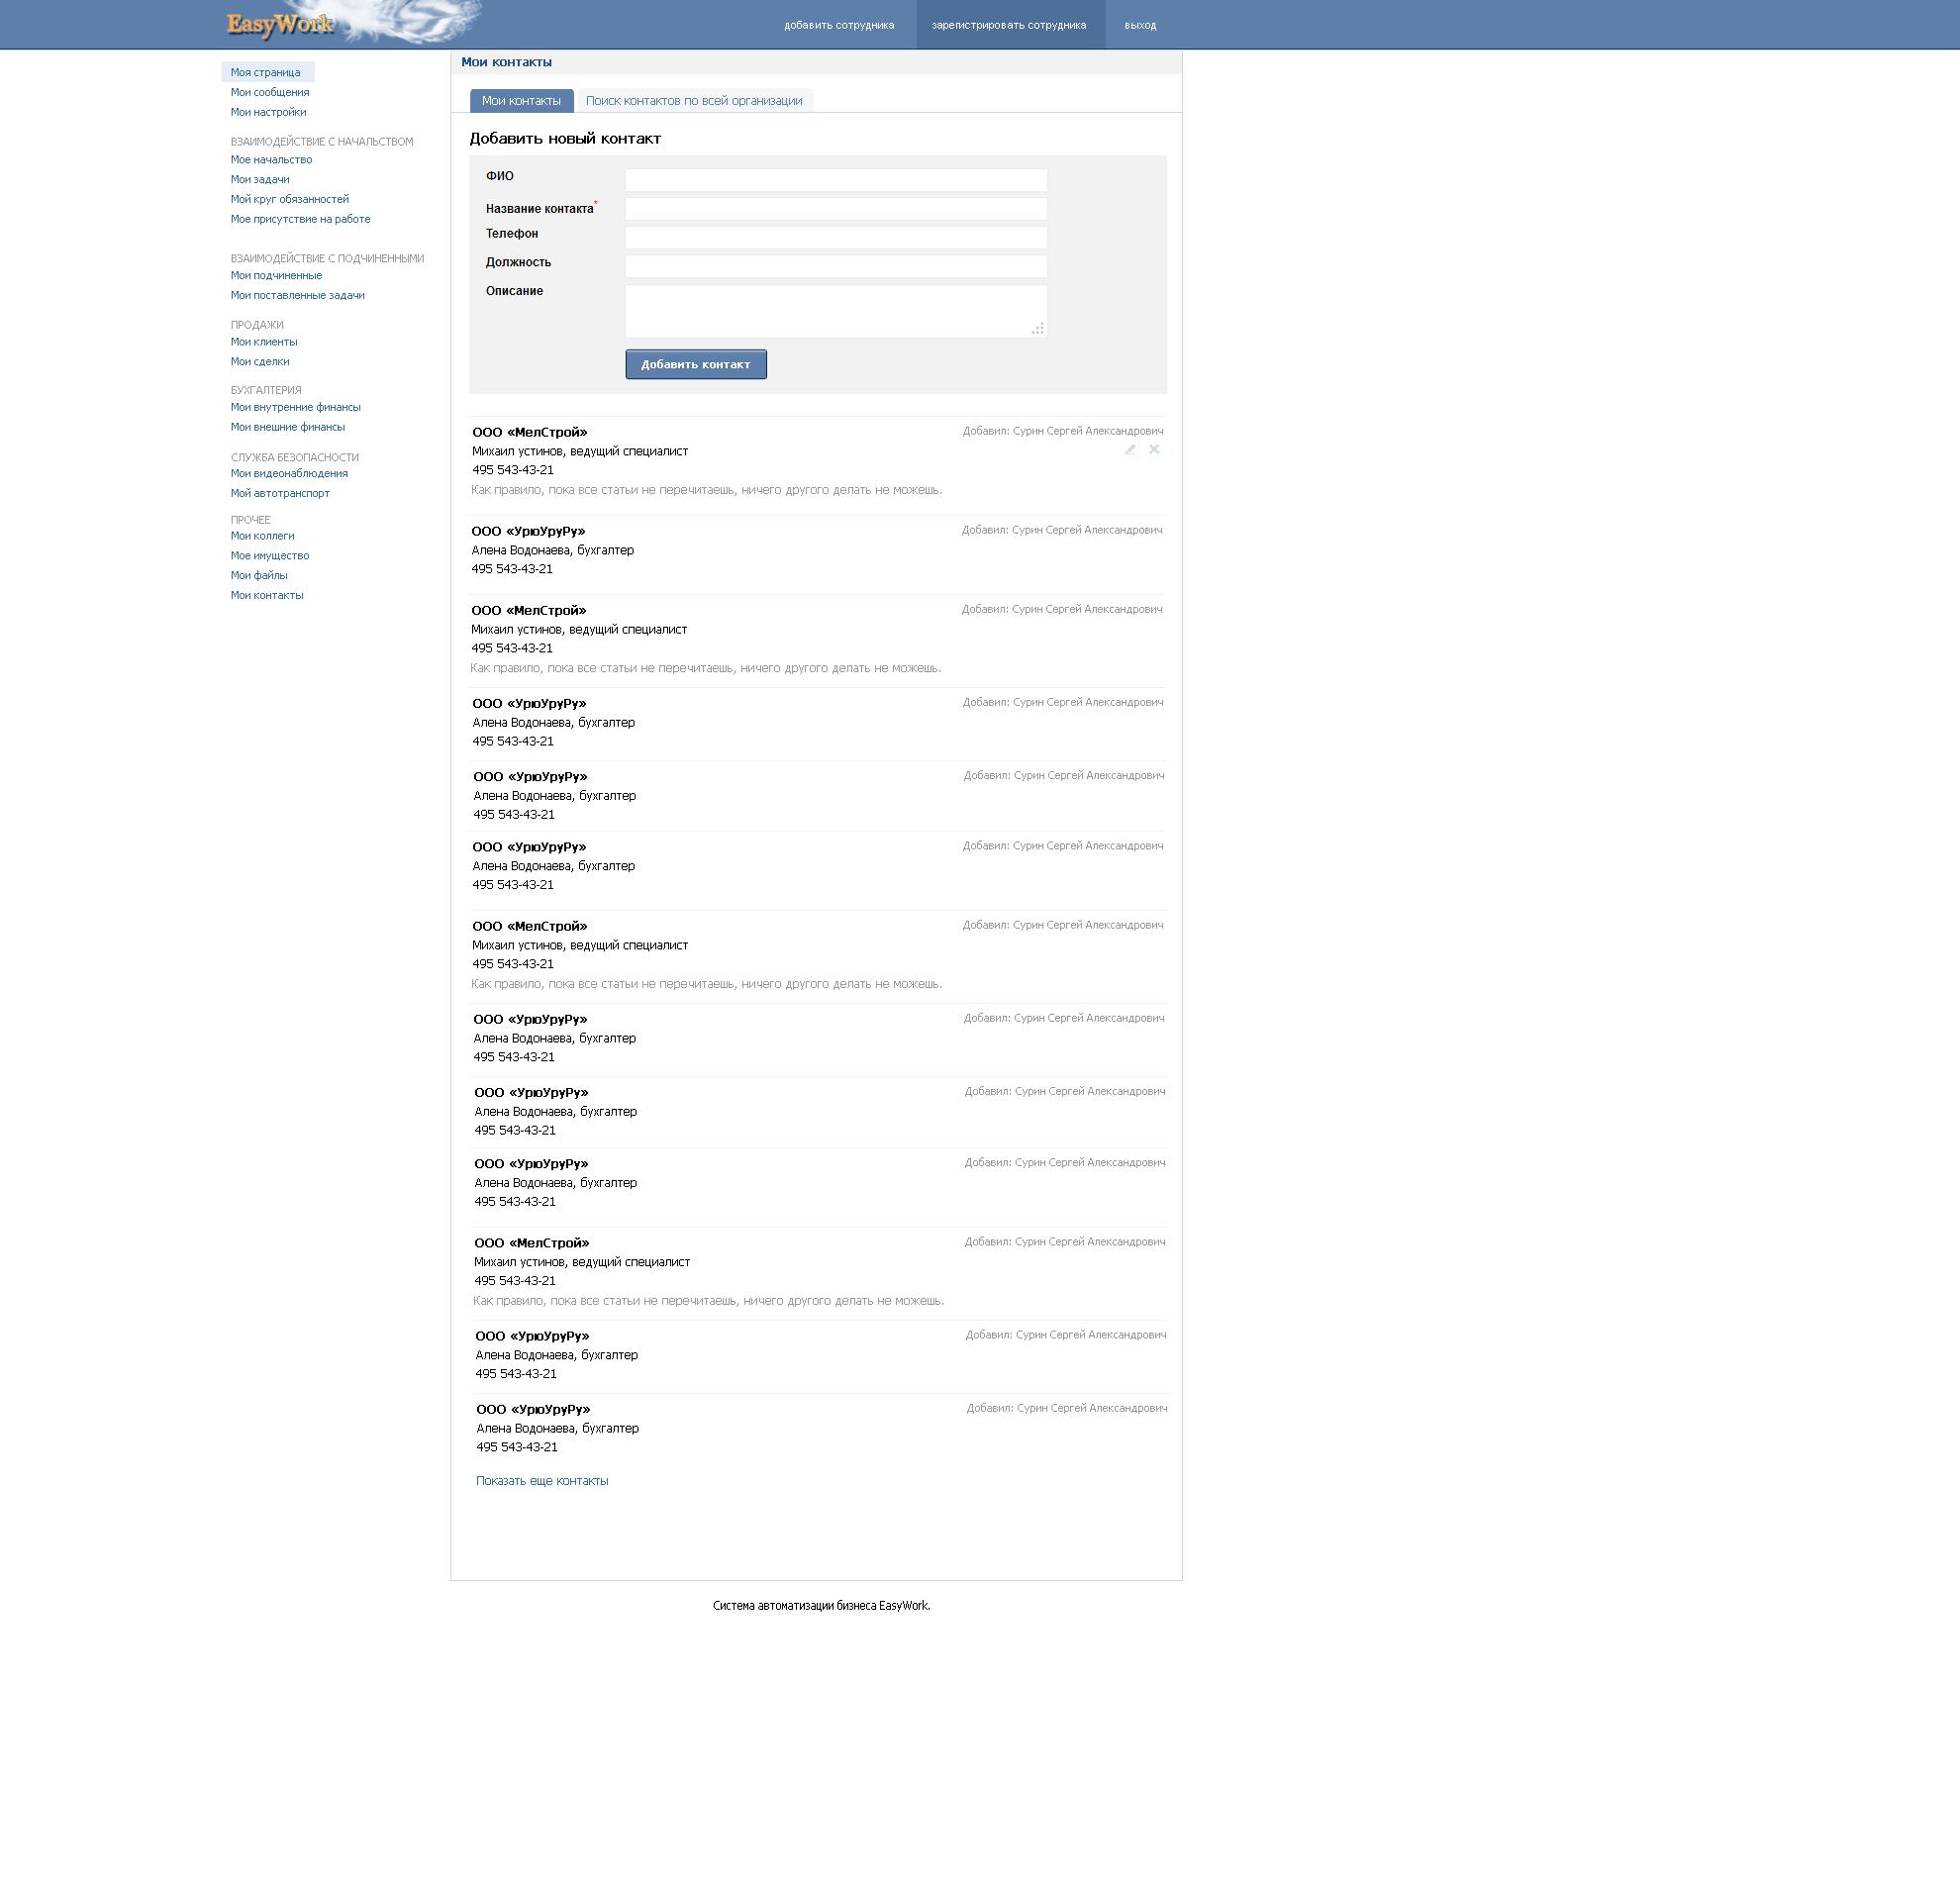 EasyWork
добавить сотрудника
зарегистрировать сотрудника
выход
Моя страница
Мои сообщения
Мои настройки
ВЗАИМОДЕЙСТВИЕ С НАЧАЛЬСТВОМ
Мое начальство
Мои задачи
Мой круг обязанностей
Мое присутствие на работе
ВЗАИМОДЕЙСТВИЕ С ПОДЧИНЕННЫМИ
Мои подчиненные
Мои поставленные задачи
ПРОДАЖИ
Мои клиенты
Мои сделки
БУХГАЛТЕРИЯ
Мои внутренние финансы
Мои внешние финансы
СЛУЖБА БЕЗОПАСНОСТИ
Мои видеонаблюдения
Мой автотранспорт
ПРОЧЕЕ
Мои коллеги
Мое имущество
Мои файлы
Мои контакты
Мои контакты
Мои контакты
Поиск контактов по всей организации
Добавить новый контакт
ФИО
Название контакта*
Телефон
Должность
Описание
Добавить контакт
ООО «МелСтрой»
Добавил: Сурин Сергей Александрович
Михаил устинов, ведущий специалист
495 543-43-21
Как правило, пока все статьи не перечитаешь, ничего другого делать не можешь.
ООО «УрюУруРу»
Добавил: Сурин Сергей Александрович
Алена Водонаева, бухгалтер
495 543-43-21
ООО «МелСтрой»
Добавил: Сурин Сергей Александрович
Михаил устинов, ведущий специалист
495 543-43-21
Как правило, пока все статьи не перечитаешь, ничего другого делать не можешь.
ООО «УрюУруРу»
Добавил: Сурин Сергей Александрович
Алена Водонаева, бухгалтер
495 543-43-21
ООО «УрюУруРу»
Добавил: Сурин Сергей Александрович
Алена Водонаева, бухгалтер
495 543-43-21
ООО «УрюУруРу»
Добавил: Сурин Сергей Александрович
Алена Водонаева, бухгалтер
495 543-43-21
ООО «МелСтрой»
Добавил: Сурин Сергей Александрович
Михаил устинов, ведущий специалист
495 543-43-21
Как правило, пока все статьи не перечитаешь, ничего другого делать не можешь.
ООО «УрюУруРу»
Добавил: Сурин Сергей Александрович
Алена Водонаева, бухгалтер
495 543-43-21
ООО «УрюУруРу»
Добавил: Сурин Сергей Александрович
Алена Водонаева, бухгалтер
495 543-43-21
ООО «УрюУруРу»
Добавил: Сурин Сергей Александрович
Алена Водонаева, бухгалтер
495 543-43-21
ООО «МелСтрой»
Добавил: Сурин Сергей Александрович
Михаил устинов, ведущий специалист
495 543-43-21
Как правило, пока все статьи не перечитаешь, ничего другого делать не можешь.
ООО «УрюУруРу»
Добавил: Сурин Сергей Александрович
Алена Водонаева, бухгалтер
495 543-43-21
ООО «УрюУруРу»
Добавил: Сурин Сергей Александрович
Алена Водонаева, бухгалтер
495 543-43-21
Показать еще контакты
Система автоматизации бизнеса EasyWork.